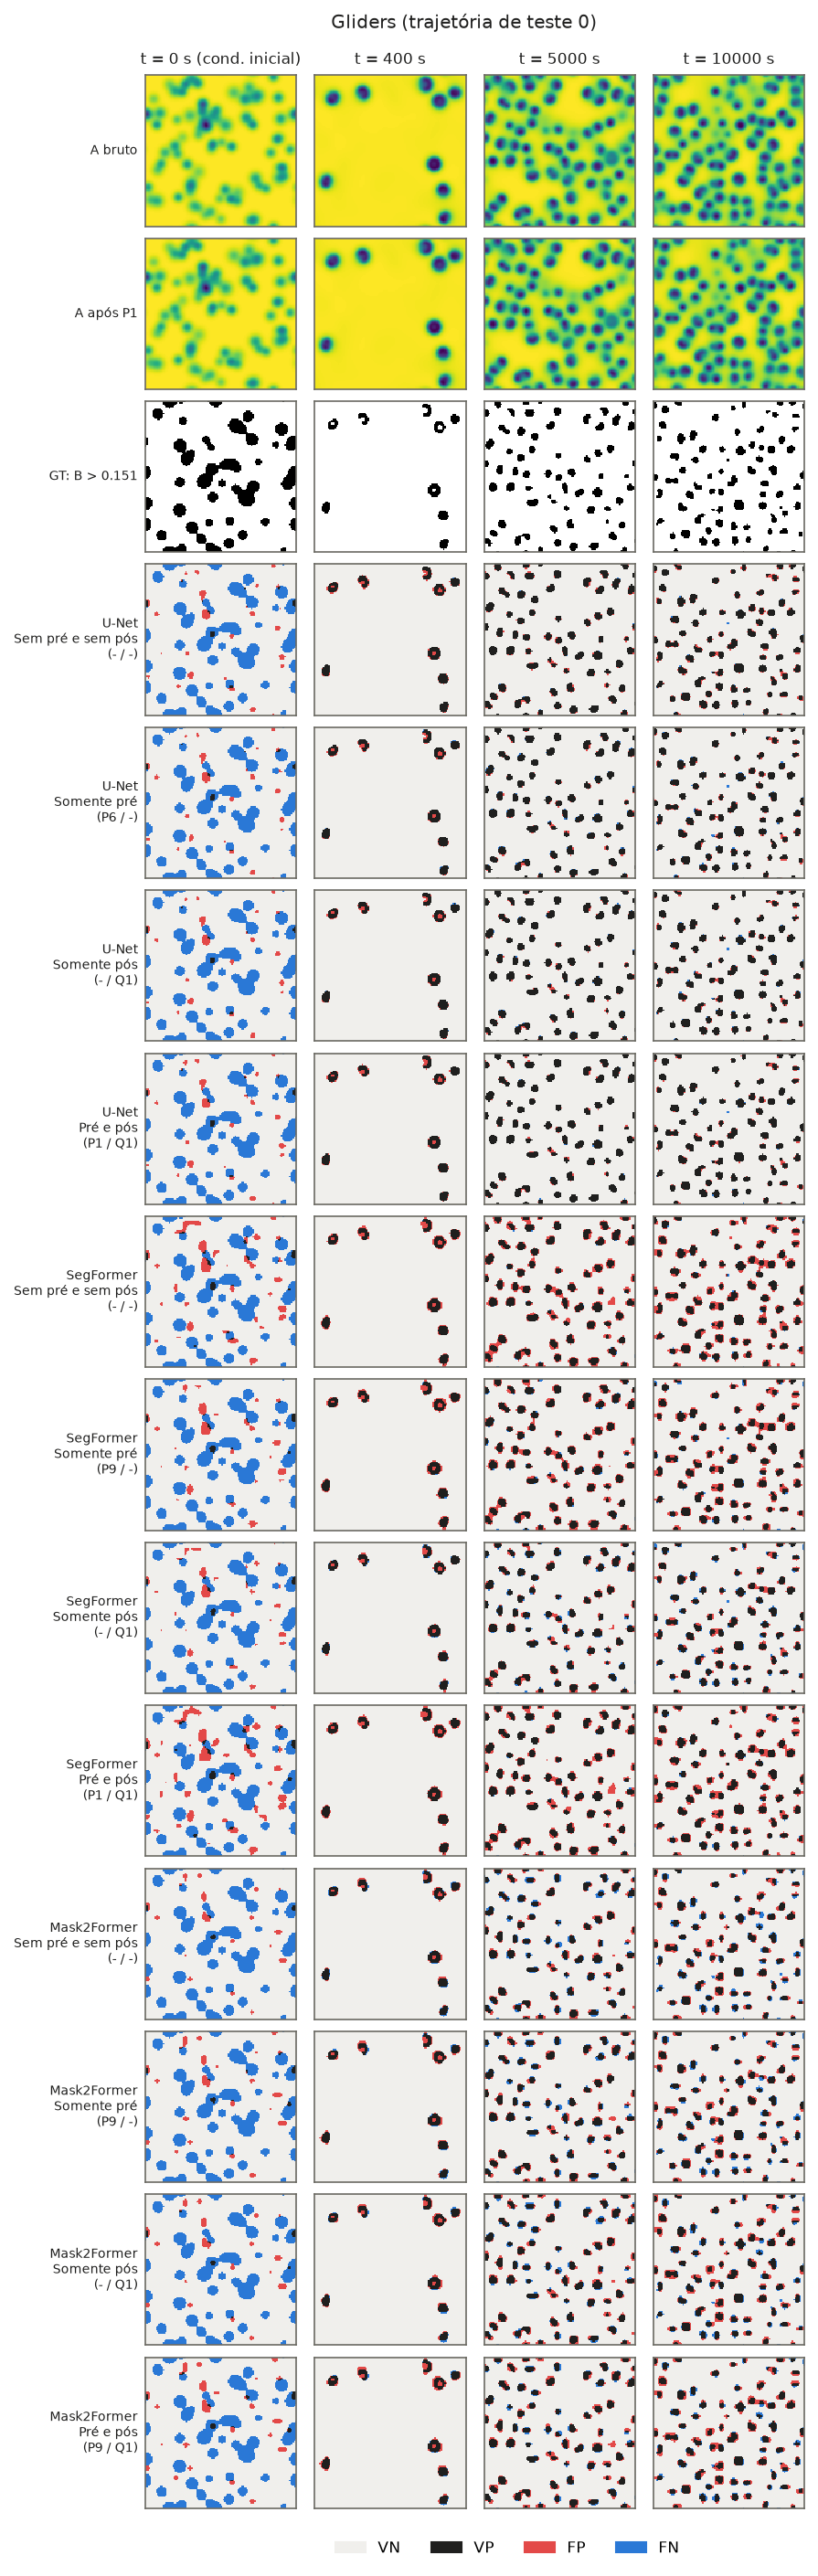 Gliders (trajetória de teste 0)
t = 0 s (cond. inicial)
t = 400 s
t = 5000 s
t = 10000 s
A bruto
A após P1
GT: B > 0.151
U-Net
Sem pré e sem pós
(- / -)
U-Net
Somente pré
(P6 / -)
U-Net
Somente pós
(- / Q1)
U-Net
Pré e pós
(P1 / Q1)
SegFormer
Sem pré e sem pós
(- / -)
SegFormer
Somente pré
(P9 / -)
SegFormer
Somente pós
(- / Q1)
SegFormer
Pré e pós
(P1 / Q1)
Mask2Former
Sem pré e sem pós
(- / -)
Mask2Former
Somente pré
(P9 / -)
Mask2Former
Somente pós
(- / Q1)
Mask2Former
Pré e pós
(P9 / Q1)
VN
VP
FP
FN